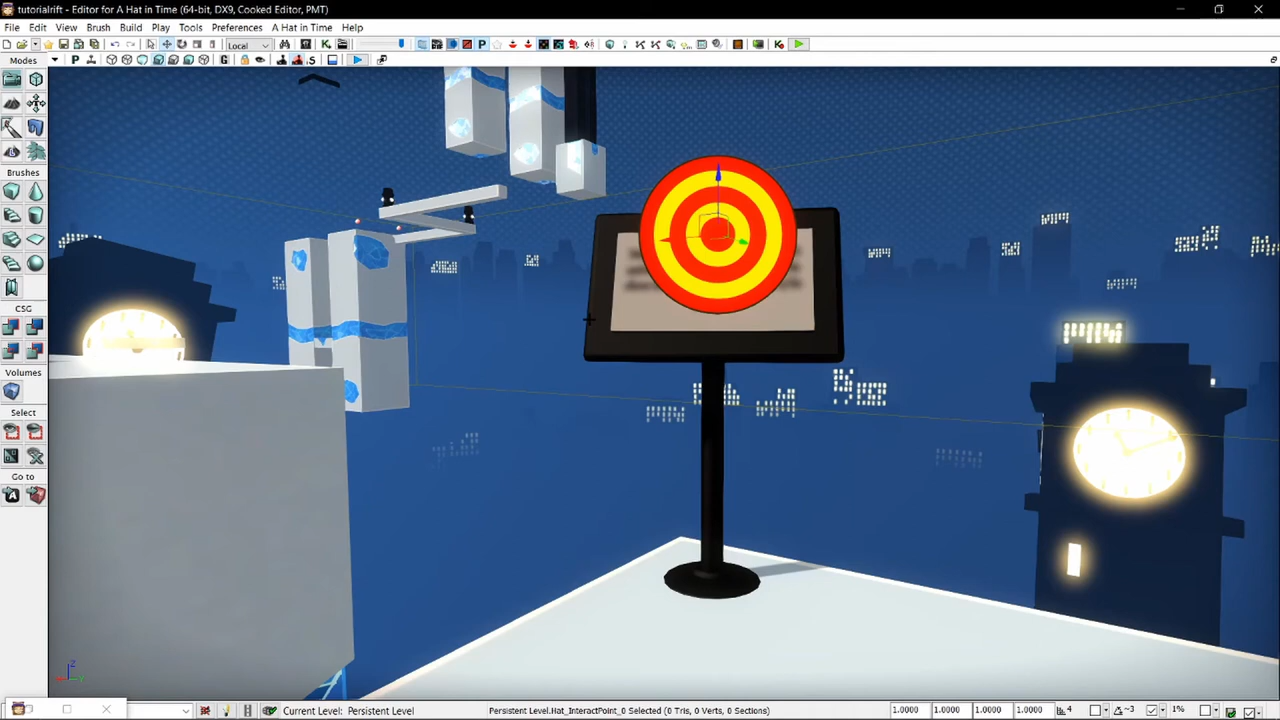 tutorialrift - Editor for A Hat in Time (64-bit, DX9, Cooked Editor, PMT)
File Edit View Brush Build Play Tools Preferences A Hat in Time Help
Local
Modes
P G S
Brushes
CSG
Volumes
Select
Go to
Z
Current Level: Persistent Level Persistent Level.Hat_InteractPoint_0 Selected (0 Tris, 0 Verts, 0 Sections) 1.0000 1.0000 1.0000 1.0000 4 ~3 1%